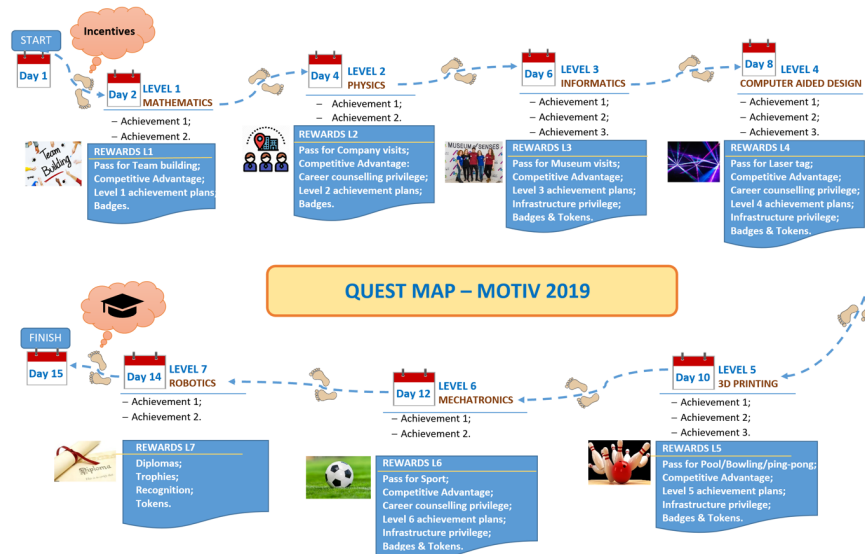 Incentives
START
Day 1
Day 2
LEVEL 1
MATHEMATICS
– Achievement 1;
– Achievement 2.
Team
Building
REWARDS L1
Pass for Team building;
Competitive Advantage;
Level 1 achievement plans;
Badges.
Day 4
LEVEL 2
PHYSICS
– Achievement 1;
– Achievement 2.
REWARDS L2
Pass for Company visits;
Competitive Advantage:
Career counselling privilege;
Level 2 achievement plans;
Badges.
Day 6
LEVEL 3
INFORMATICS
– Achievement 1;
– Achievement 2;
– Achievement 3.
MUSEUM OF SENSES
REWARDS L3
Pass for Museum visits;
Competitive Advantage;
Level 3 achievement plans;
Infrastructure privilege;
Badges & Tokens.
Day 8
LEVEL 4
COMPUTER AIDED DESIGN
– Achievement 1;
– Achievement 2;
– Achievement 3.
REWARDS L4
Pass for Laser tag;
Competitive Advantage;
Career counselling privilege;
Level 4 achievement plans;
Infrastructure privilege;
Badges & Tokens.
QUEST MAP – MOTIV 2019
FINISH
Day 15
Day 14
LEVEL 7
ROBOTICS
– Achievement 1;
– Achievement 2.
Diploma
REWARDS L7
Diplomas;
Trophies;
Recognition;
Tokens.
Day 12
LEVEL 6
MECHATRONICS
– Achievement 1;
– Achievement 2.
REWARDS L6
Pass for Sport;
Competitive Advantage;
Career counselling privilege;
Level 6 achievement plans;
Infrastructure privilege;
Badges & Tokens.
Day 10
LEVEL 5
3D PRINTING
– Achievement 1;
– Achievement 2;
– Achievement 3.
REWARDS L5
Pass for Pool/Bowling/ping-pong;
Competitive Advantage;
Level 5 achievement plans;
Infrastructure privilege;
Badges & Tokens.